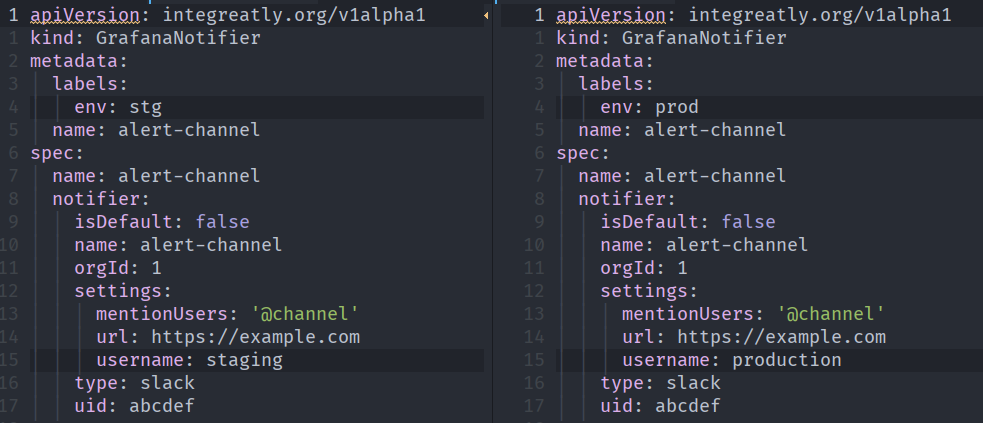 1 apiVersion: integreatly.org/v1alpha1
1 kind: GrafanaNotifier
2 metadata:
3 labels:
4 env: stg
5 name: alert-channel
6 spec:
7 name: alert-channel
8 notifier:
9 isDefault: false
10 name: alert-channel
11 orgId: 1
12 settings:
13 mentionUsers: '@channel'
14 url: https://example.com
15 username: staging
16 type: slack
17 uid: abcdef
1 apiVersion: integreatly.org/v1alpha1
1 kind: GrafanaNotifier
2 metadata:
3 labels:
4 env: prod
5 name: alert-channel
6 spec:
7 name: alert-channel
8 notifier:
9 isDefault: false
10 name: alert-channel
11 orgId: 1
12 settings:
13 mentionUsers: '@channel'
14 url: https://example.com
15 username: production
16 type: slack
17 uid: abcdef